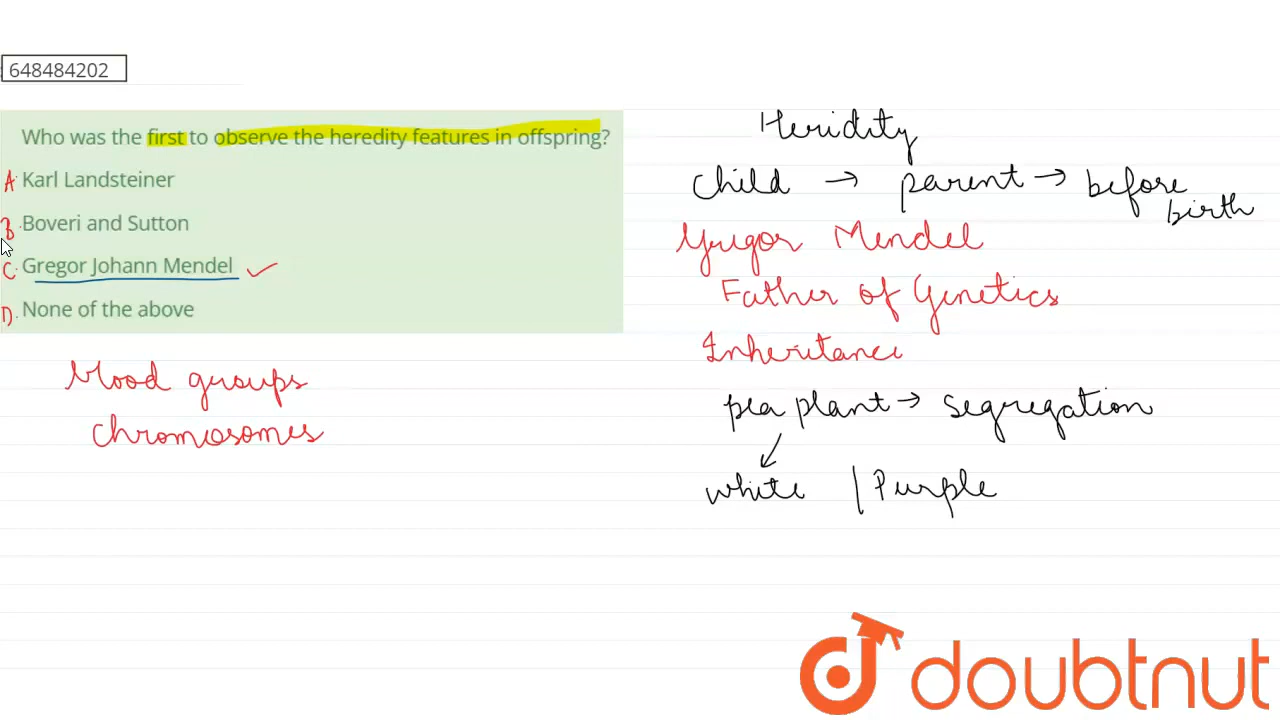 648484202
Who was the first to observe the heredity features in offspring?
A. Karl Landsteiner
B. Boveri and Sutton
C. Gregor Johann Mendel
D. None of the above
blood groups
chromosomes
Heridity
child → parent → before
birth
Gregor Mendel
Father of Genetics
Inheritance
pea plant → segregation
white | Purple
doubtnut